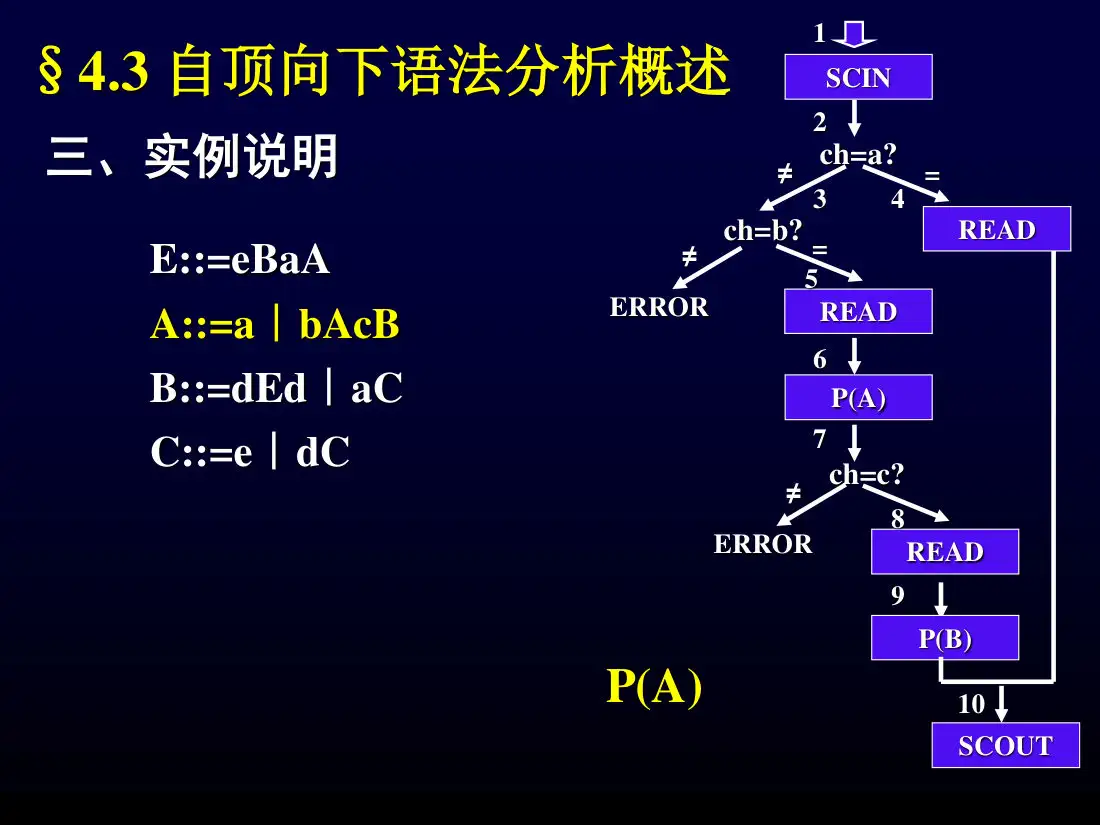 §4.3 自顶向下语法分析概述
三、实例说明
E::=eBaA
A::=a｜bAcB
B::=dEd｜aC
C::=e｜dC
1
SCIN
2
ch=a?
≠
=
3
4
READ
ch=b?
≠
=
5
ERROR
READ
6
P(A)
7
ch=c?
≠
8
ERROR
READ
9
P(B)
P(A)
10
SCOUT